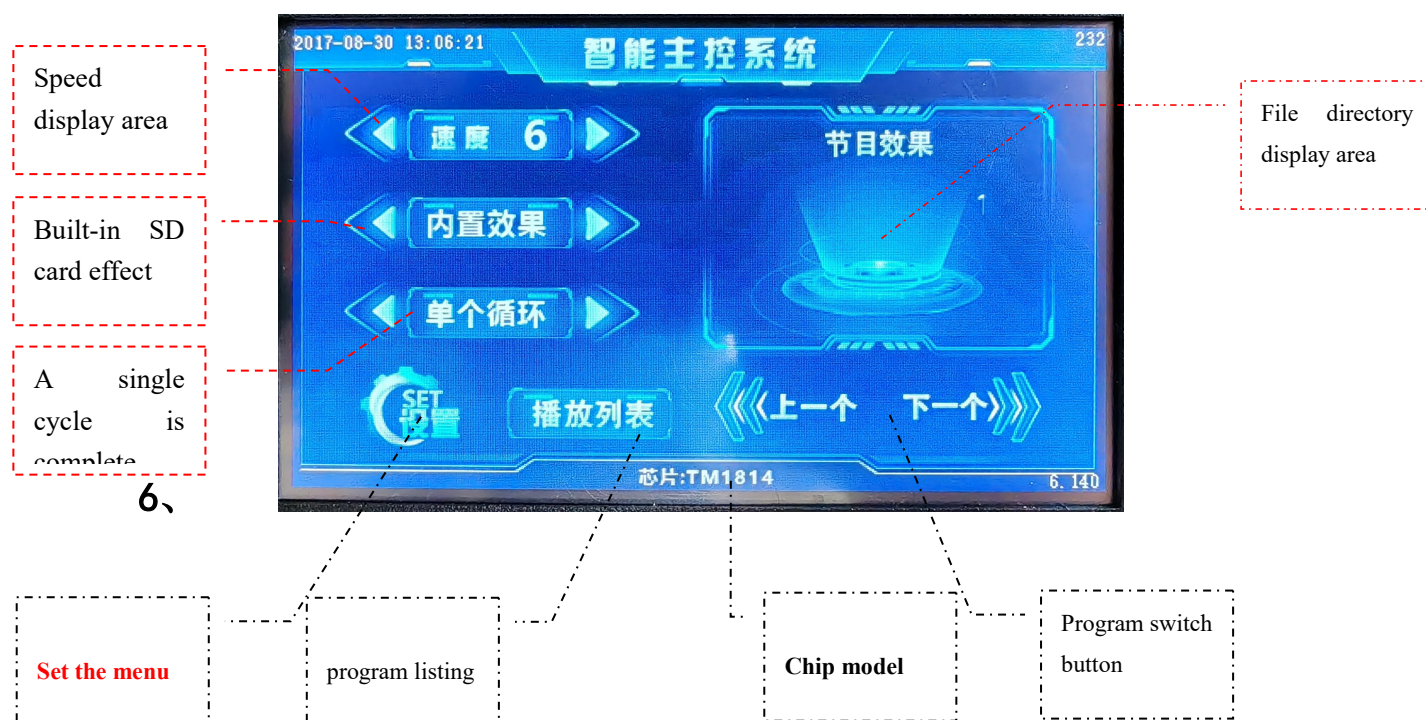 2017-08-30 13:06:21
智能主控系统
232
Speed
display area
速度 6
节目效果
File directory
display area
1
Built-in SD
card effect
内置效果
单个循环
A single
cycle is
complete
SET
设置
播放列表
上一个
下一个
芯片:TM1814
6.140
6、
Set the menu
program listing
Chip model
Program switch
button